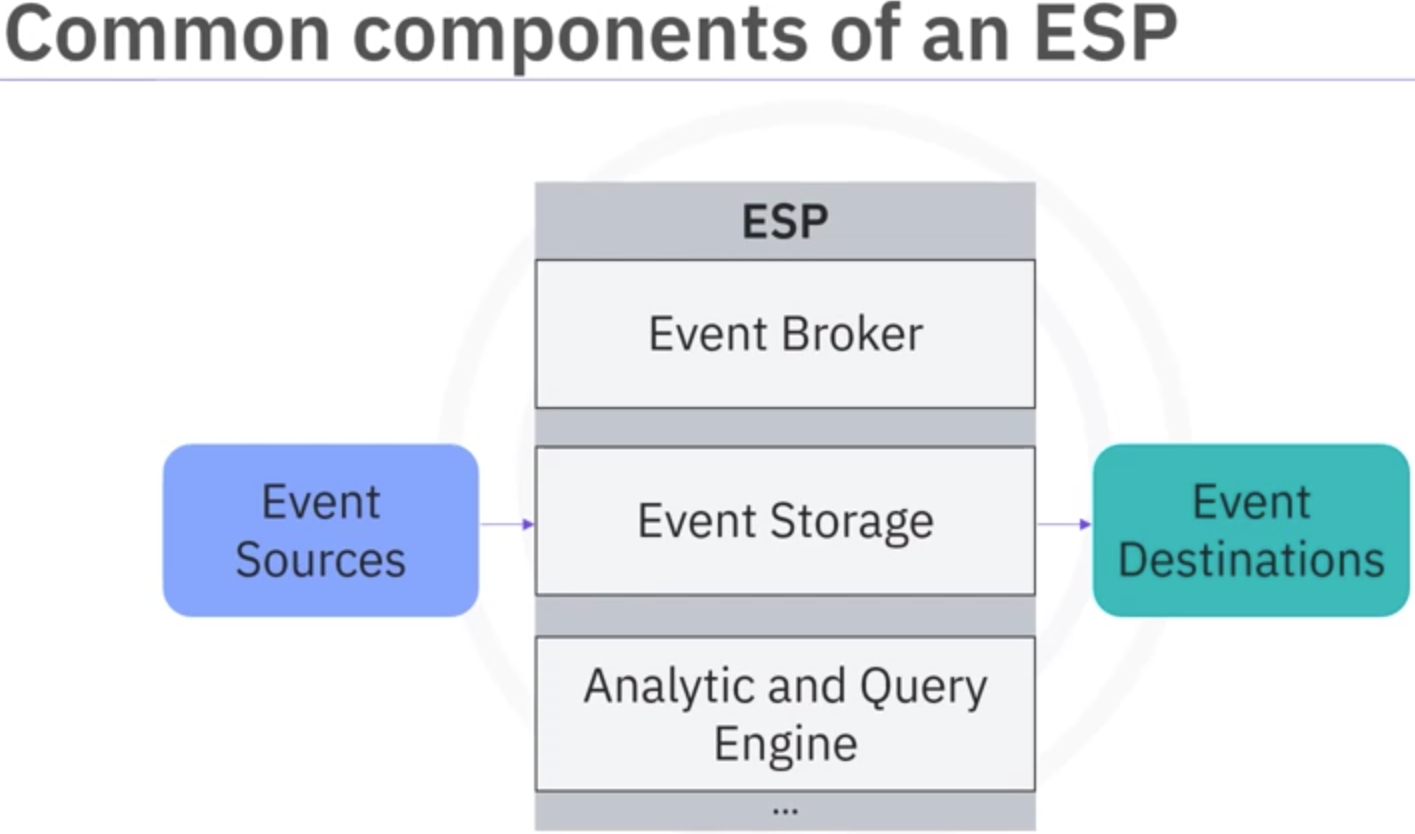 Common components of an ESP
ESP
Event Broker
Event
Sources
Event Storage
Event
Destinations
Analytic and Query
Engine
...